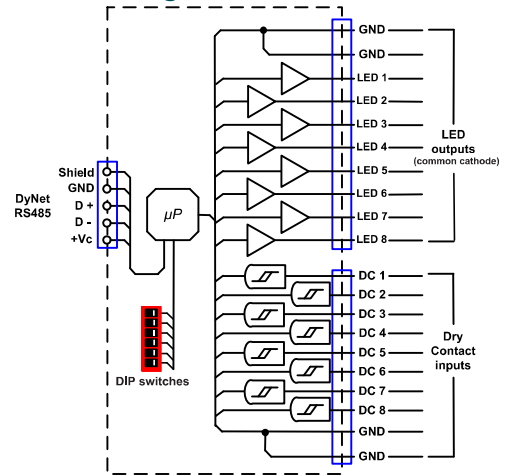 GND
GND
LED 1
LED 2
LED 3
LED 4
LED 5
LED 6
LED 7
LED 8
LED
outputs
(common cathode)
DyNet
RS485
Shield
GND
D +
D -
+Vc
µP
DIP switches
DC 1
DC 2
DC 3
DC 4
DC 5
DC 6
DC 7
DC 8
GND
GND
Dry
Contact
inputs